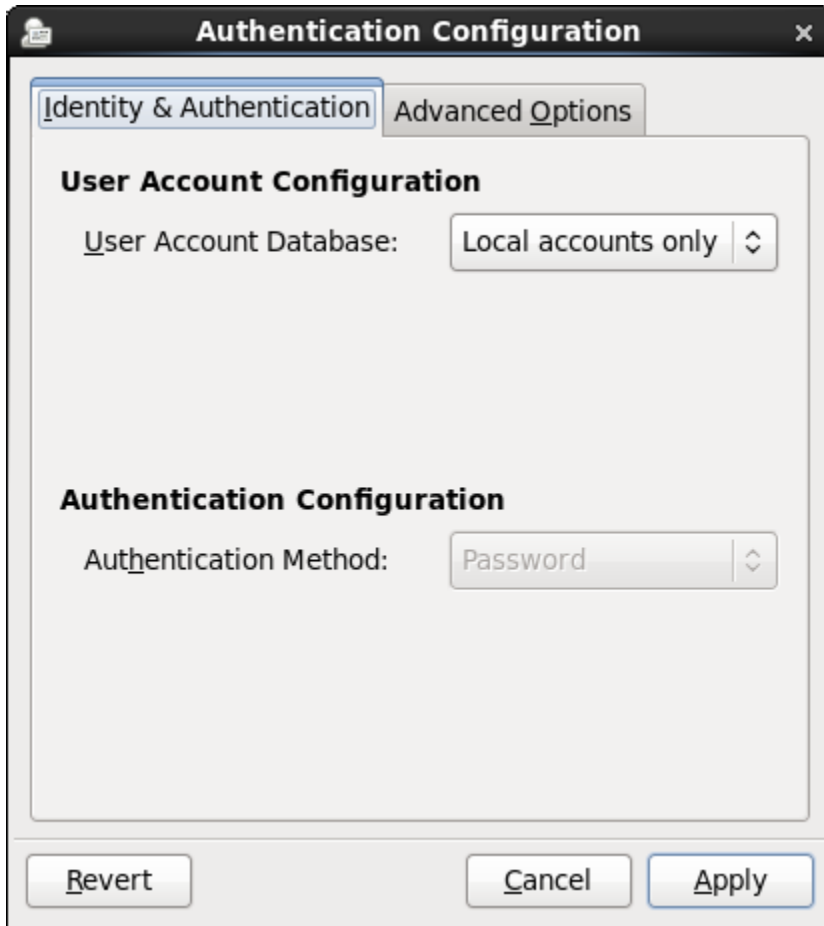 Authentication Configuration
Identity & Authentication
Advanced Options
User Account Configuration
User Account Database: Local accounts only
Authentication Configuration
Authentication Method: Password
Revert Cancel Apply